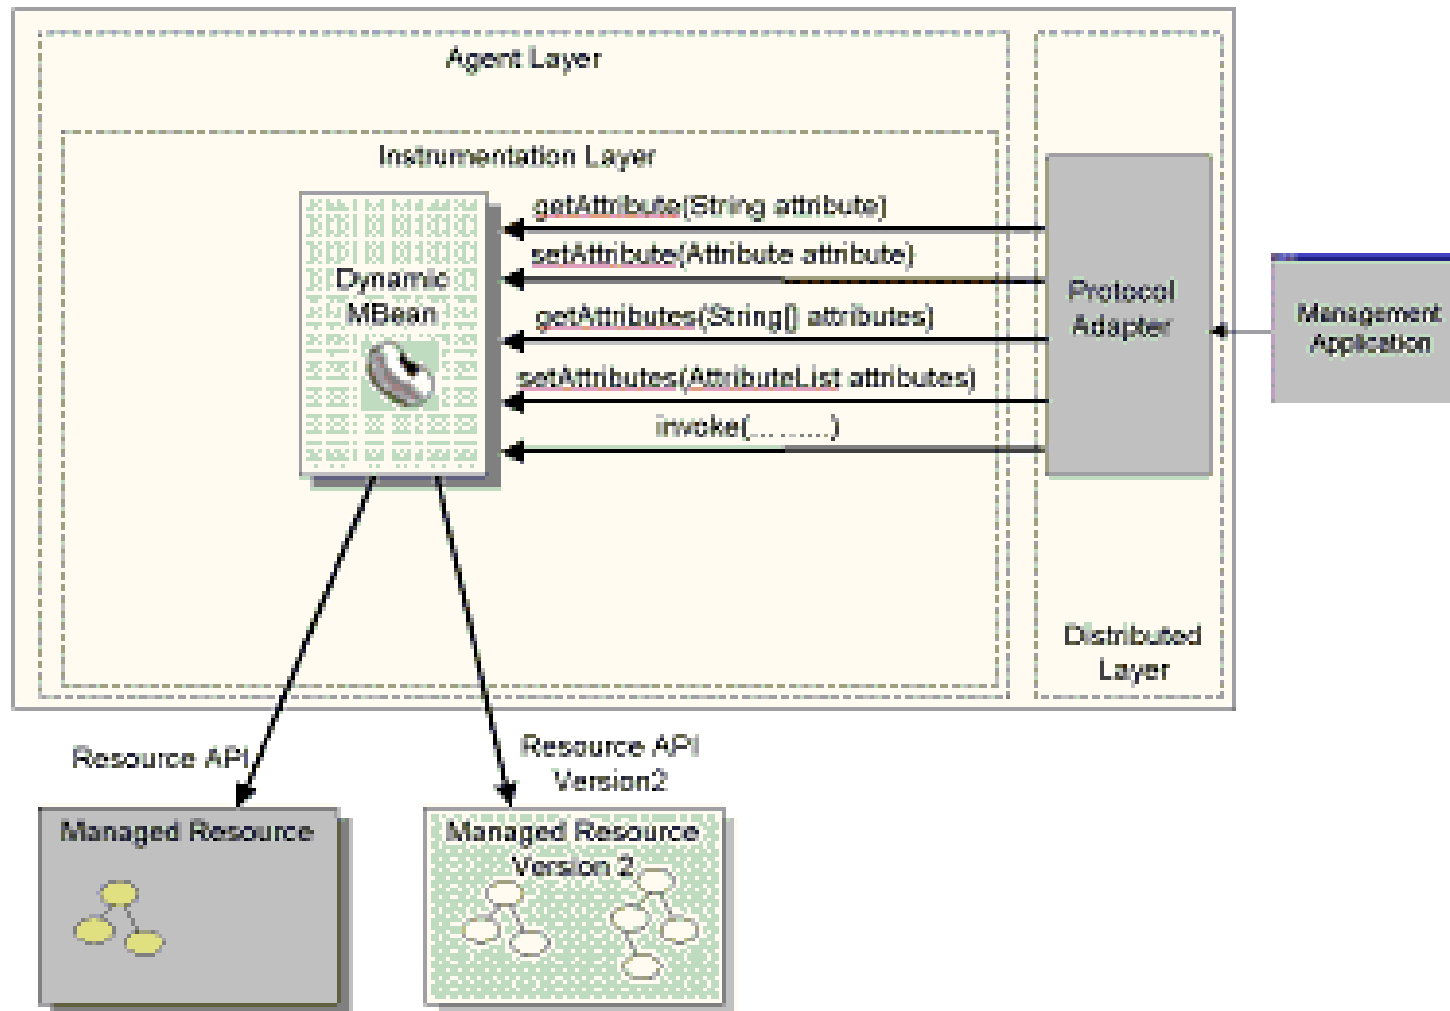 Agent Layer
Instrumentation Layer
getAttribute(String attribute)
setAttribute(Attribute attribute)
getAttributes(String[] attributes)
setAttributes(AttributeList attributes)
invoke(..........)
Dynamic
MBean
Protocol
Adapter
Management
Application
Distributed
Layer
Resource API
Resource API
Version2
Managed Resource
Managed Resource
Version 2